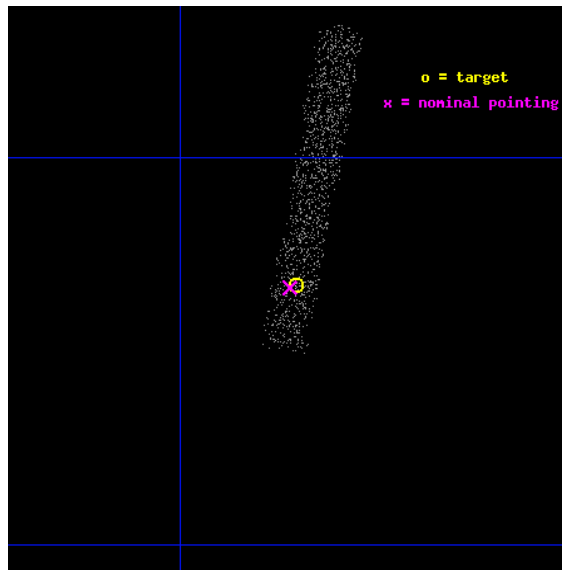 o = target
x = nominal pointing